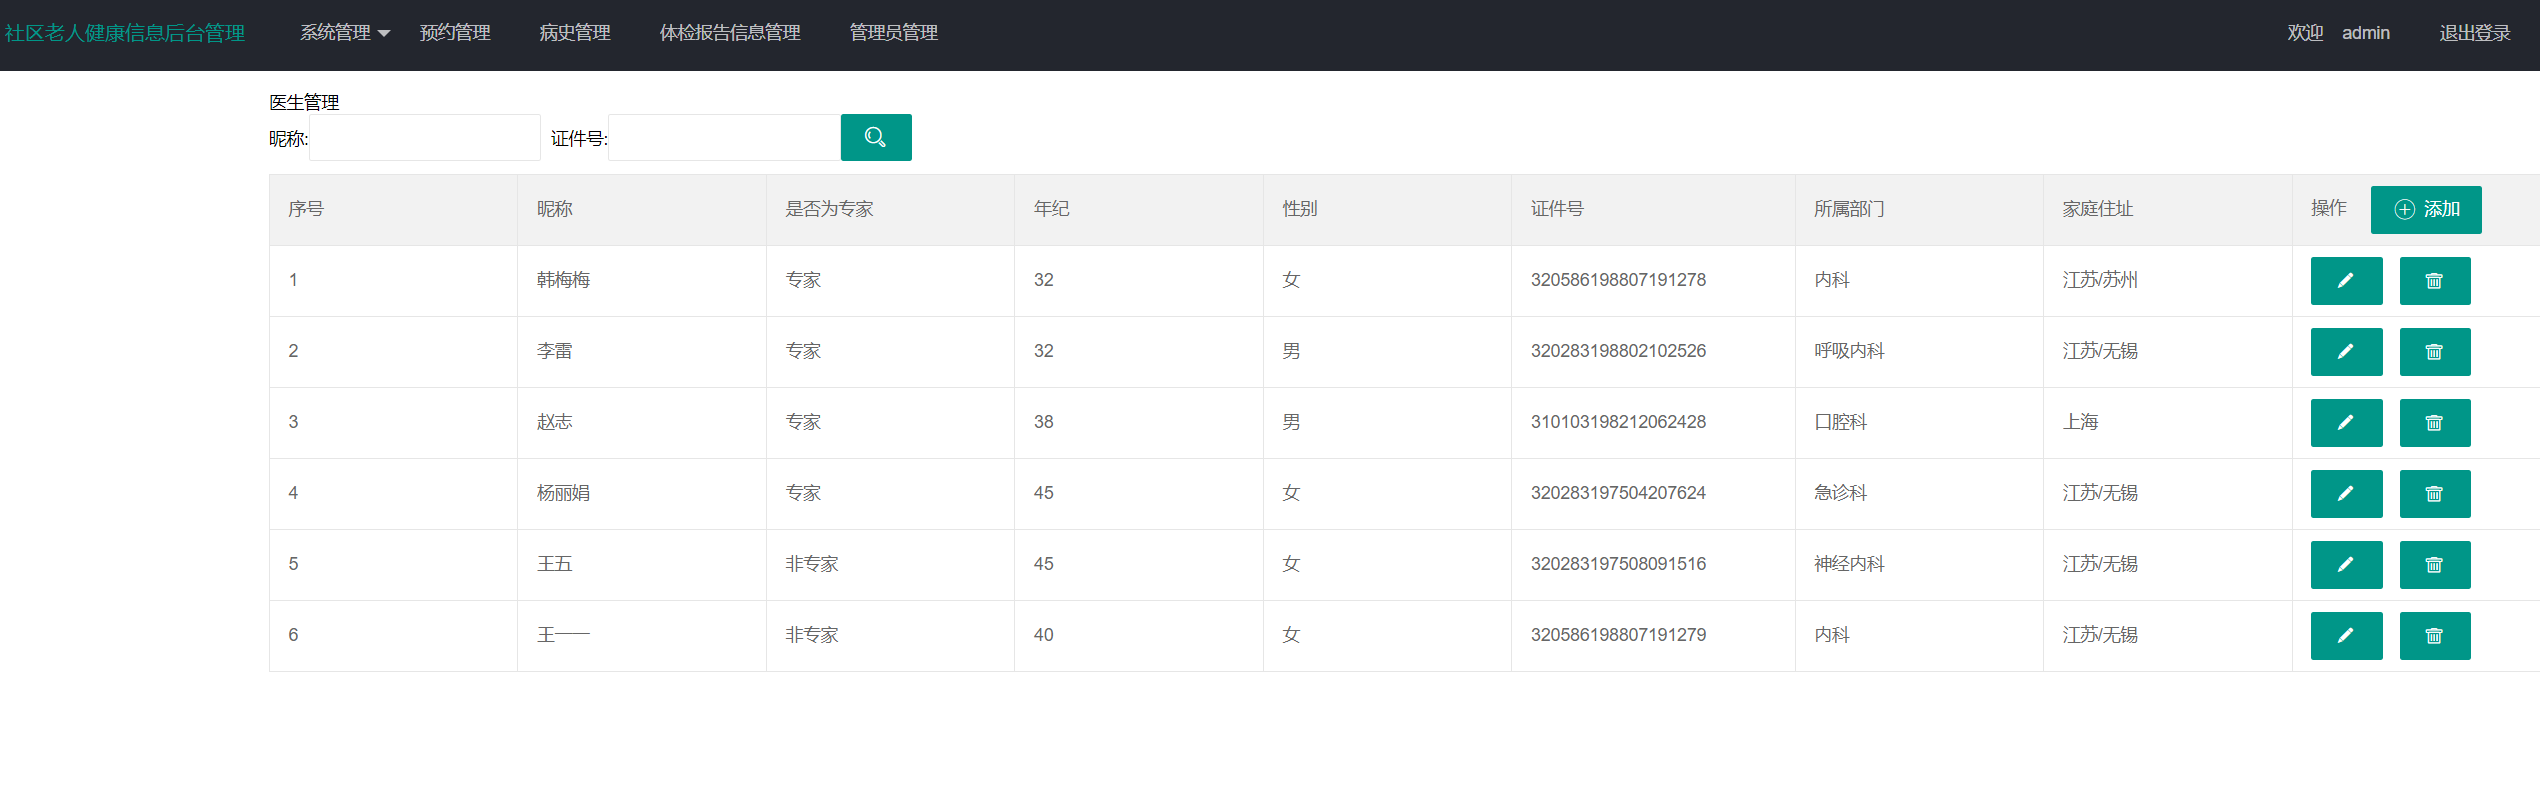 社区老人健康信息后台管理 系统管理 预约管理 病史管理 体检报告信息管理 管理员管理 欢迎 admin 退出登录
医生管理
昵称: 证件号:
序号 昵称 是否为专家 年纪 性别 证件号 所属部门 家庭住址 操作 添加
1 韩梅梅 专家 32 女 320586198807191278 内科 江苏/苏州
2 李雷 专家 32 男 320283198802102526 呼吸内科 江苏/无锡
3 赵志 专家 38 男 310103198212062428 口腔科 上海
4 杨丽娟 专家 45 女 320283197504207624 急诊科 江苏/无锡
5 王五 非专家 45 女 320283197508091516 神经内科 江苏/无锡
6 王一一 非专家 40 女 320586198807191279 内科 江苏/无锡